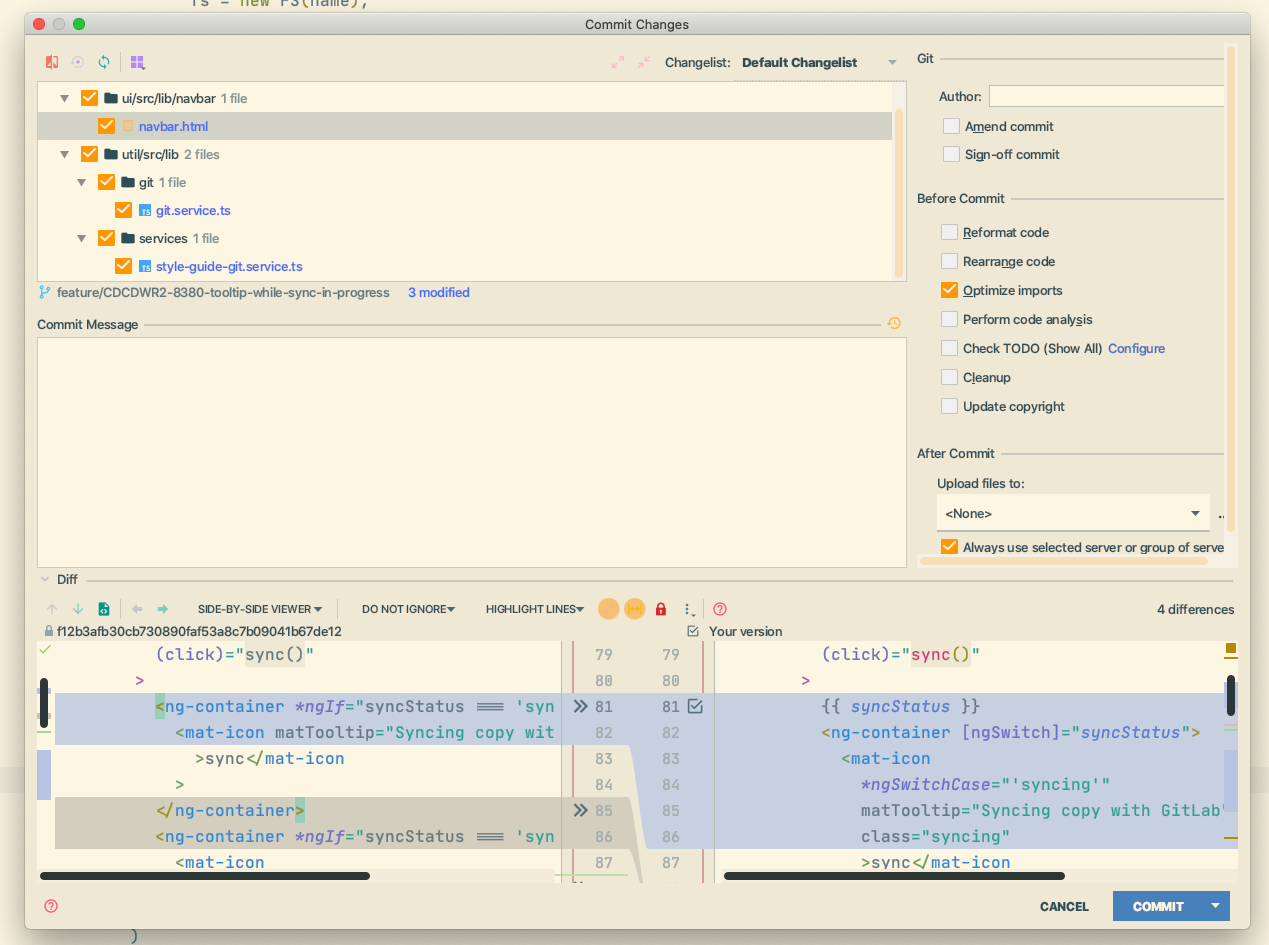 fs = new FS(name);
Commit Changes
Changelist: Default Changelist
ui/src/lib/navbar 1 file
navbar.html
util/src/lib 2 files
git 1 file
TS git.service.ts
services 1 file
TS style-guide-git.service.ts
feature/CDCDWR2-8380-tooltip-while-sync-in-progress 3 modified
Commit Message
Git
Author:
Amend commit
Sign-off commit
Before Commit
Reformat code
Rearrange code
Optimize imports
Perform code analysis
Check TODO (Show All) Configure
Cleanup
Update copyright
After Commit
Upload files to:
<None>
..
Always use selected server or group of serve
Diff
SIDE-BY-SIDE VIEWER DO NOT IGNORE HIGHLIGHT LINES 4 differences
f12b3afb30cb730890faf53a8c7b09041b67de12 Your version
(click)="sync()" 79 79 (click)="sync()"
> 80 80 >
<ng-container *ngIf="syncStatus === 'syn 81 81 {{ syncStatus }}
<mat-icon matTooltip="Syncing copy wit 82 82 <ng-container [ngSwitch]="syncStatus">
>sync</mat-icon 83 83 <mat-icon
> 84 84 *ngSwitchCase="'syncing'"
</ng-container> 85 85 matTooltip="Syncing copy with GitLab"
<ng-container *ngIf="syncStatus === 'syn 86 86 class="syncing"
<mat-icon 87 87 >sync</mat-icon
CANCEL COMMIT
)